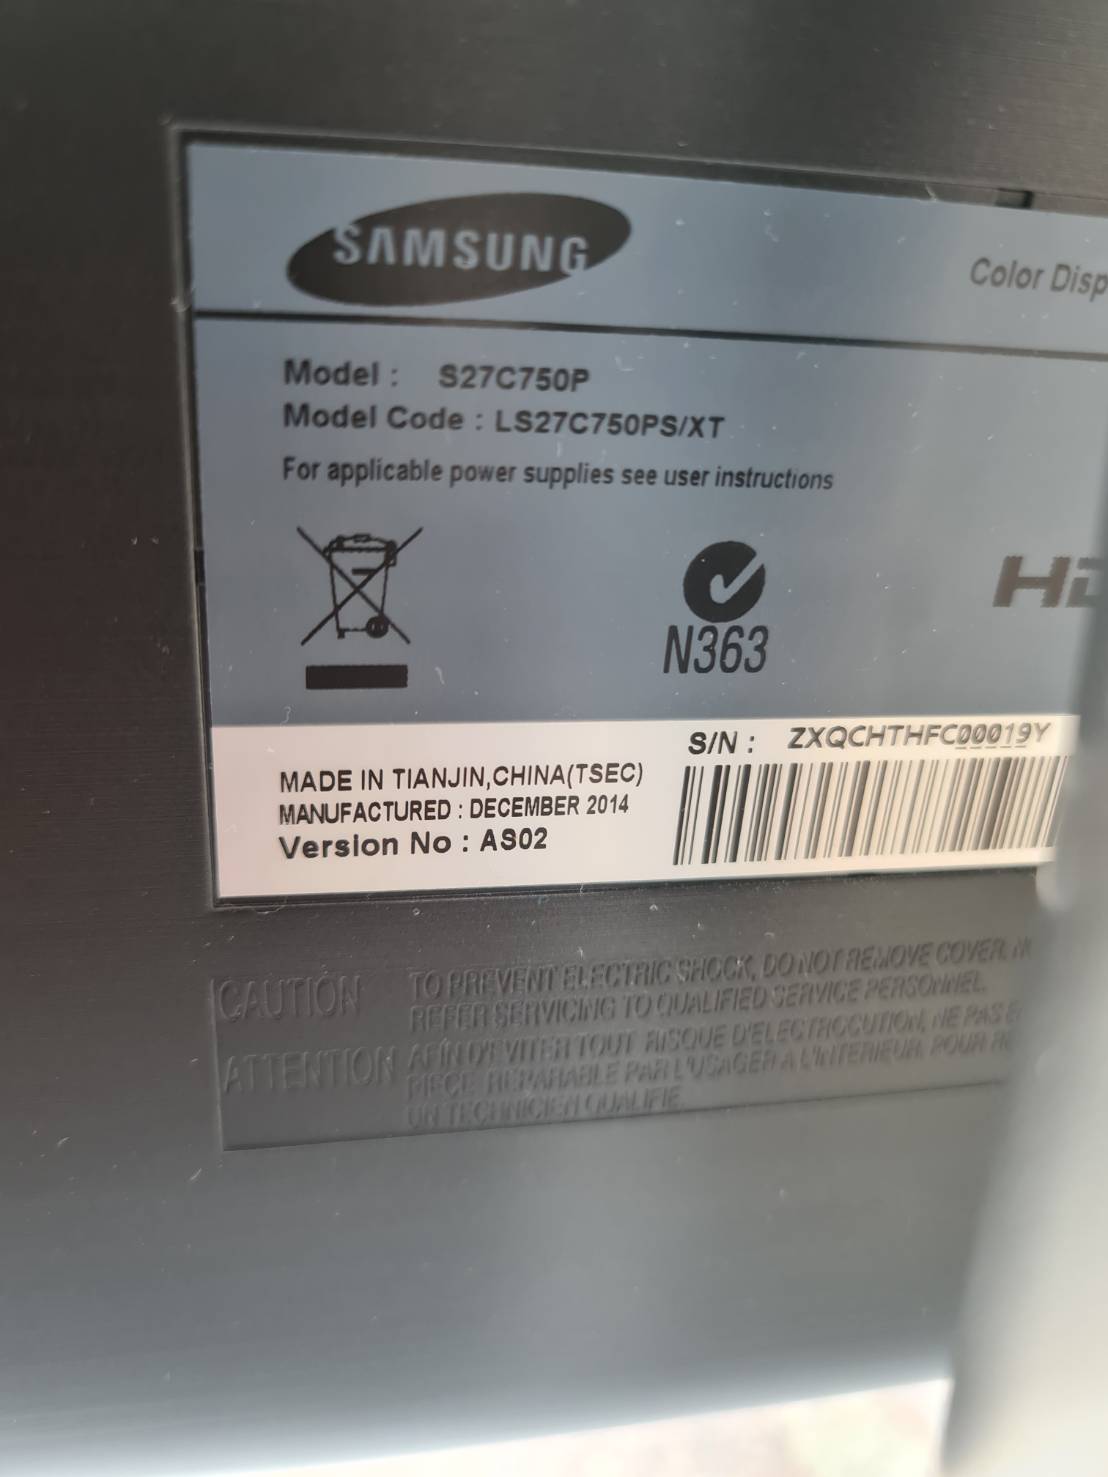 SAMSUNG
Color Disp
Model : S27C750P
Model Code : LS27C750PS/XT
For applicable power supplies see user instructions
N363
HD
S/N : ZXQCHTHFC00019Y
MADE IN TIANJIN,CHINA(TSEC)
MANUFACTURED : DECEMBER 2014
Version No : AS02
CAUTION TO PREVENT ELECTRIC SHOCK, DO NOT REMOVE COVER.
REFER SERVICING TO QUALIFIED SERVICE PERSONNEL.
ATTENTION AFIN D'EVITER TOUT RISQUE D'ELECTROCUTION, NE PAS
PIECE REPARABLE PAR L'USAGER A L'INTERIEUR. POUR
UN TECHNICIEN QUALIFIE.